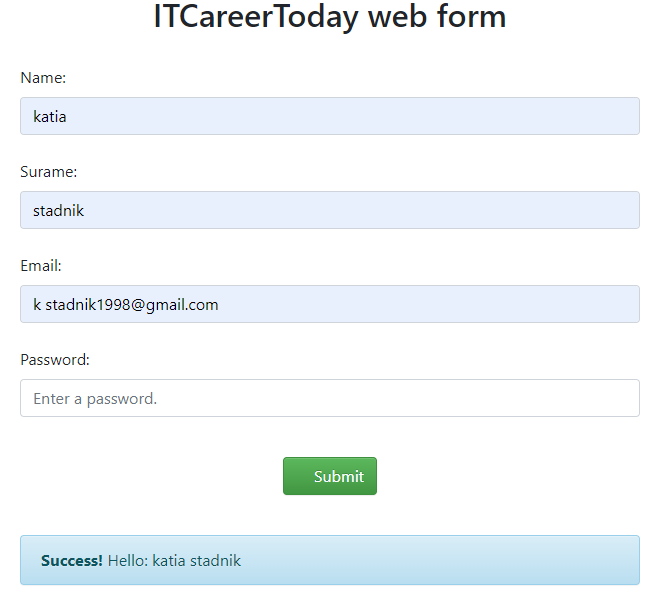 ITCareerToday web form
Name:
katia
Surame:
stadnik
Email:
k stadnik1998@gmail.com
Password:
Enter a password.
Submit
Success! Hello: katia stadnik